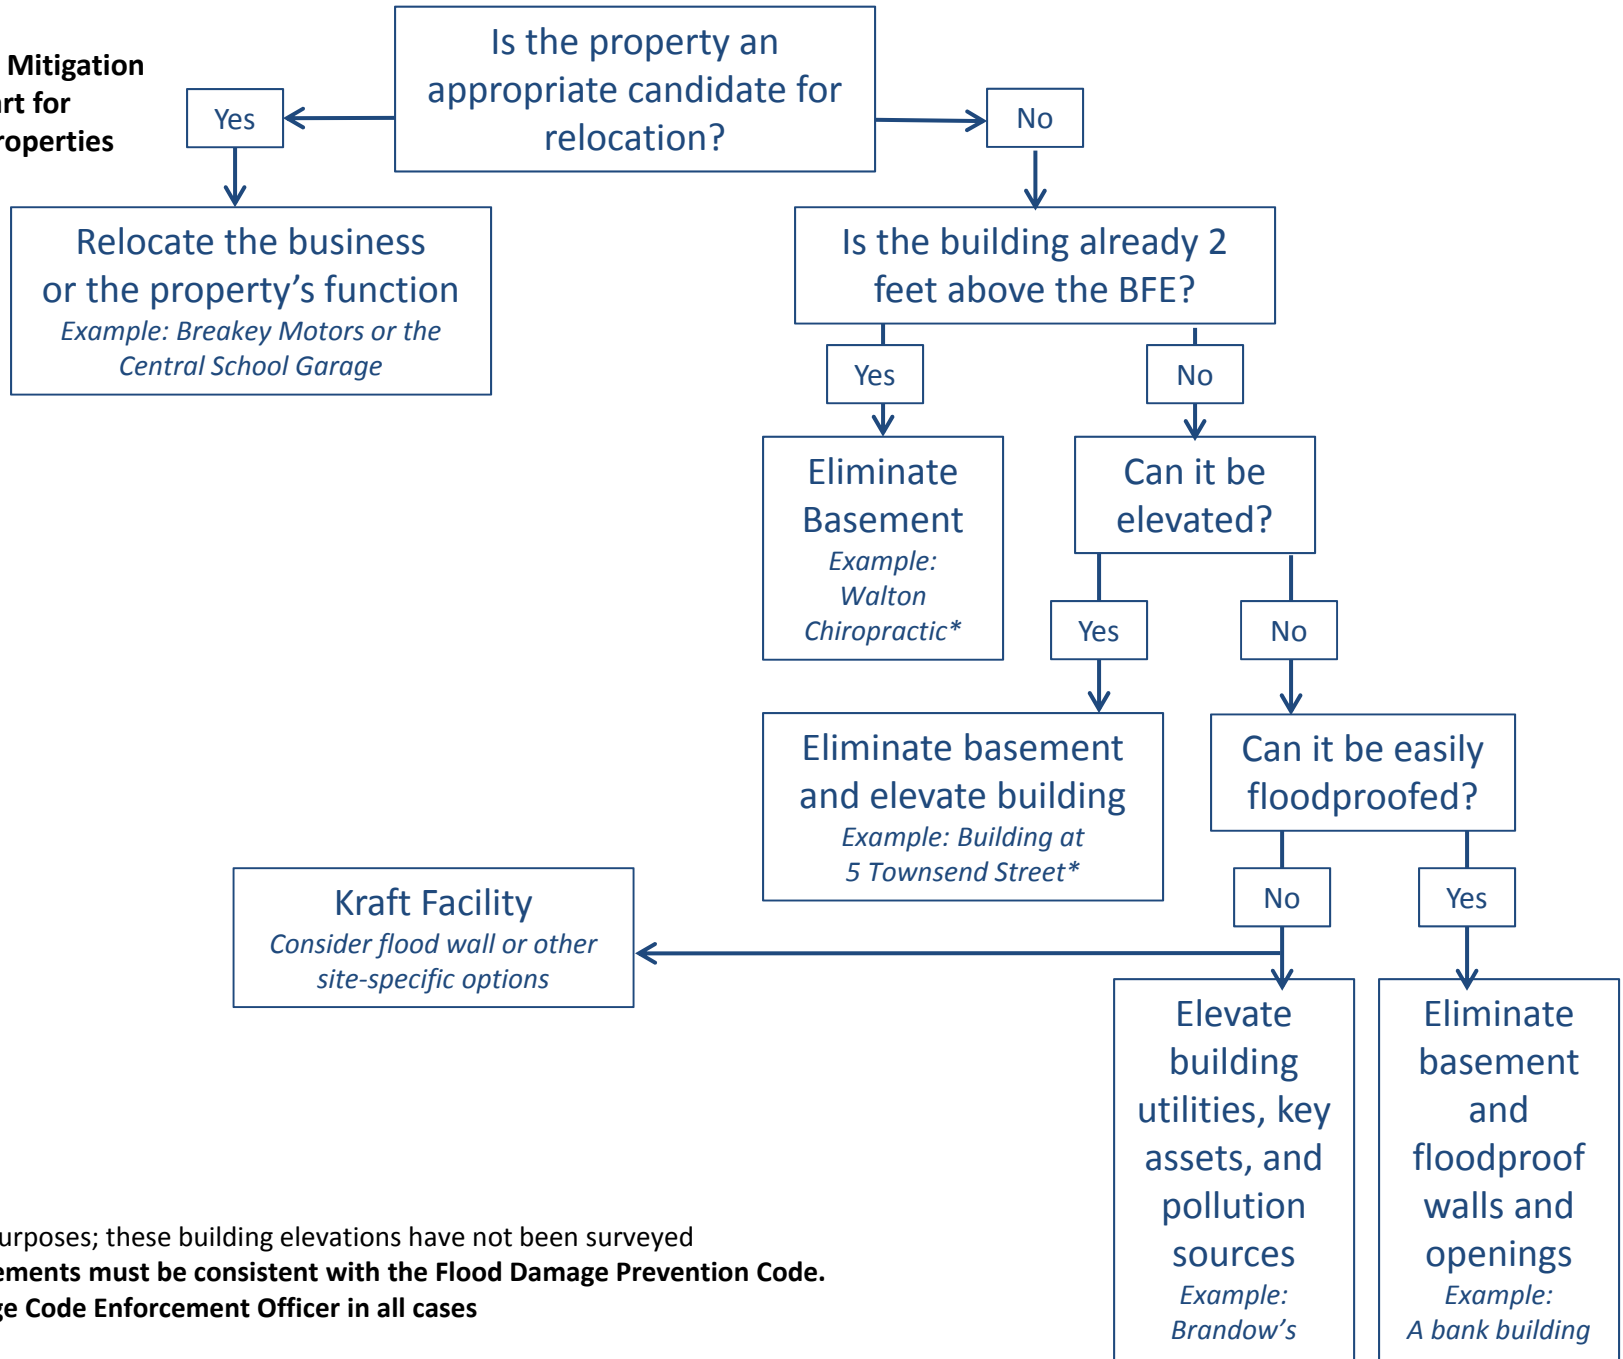 Mitigation
art for
roperties
Is the property an
appropriate candidate for
relocation?
Yes
No
Relocate the business
or the property's function
Example: Breakey Motors or the
Central School Garage
Is the building already 2
feet above the BFE?
Yes
No
Eliminate
Basement
Example:
Walton
Chiropractic*
Can it be
elevated?
Yes
No
Eliminate basement
and elevate building
Example: Building at
5 Townsend Street*
Can it be easily
floodproofed?
No
Yes
Kraft Facility
Consider flood wall or other
site-specific options
Elevate
building
utilities, key
assets, and
pollution
sources
Example:
Brandow's
Eliminate
basement
and
floodproof
walls and
openings
Example:
A bank building
urposes; these building elevations have not been surveyed
ements must be consistent with the Flood Damage Prevention Code.
ge Code Enforcement Officer in all cases